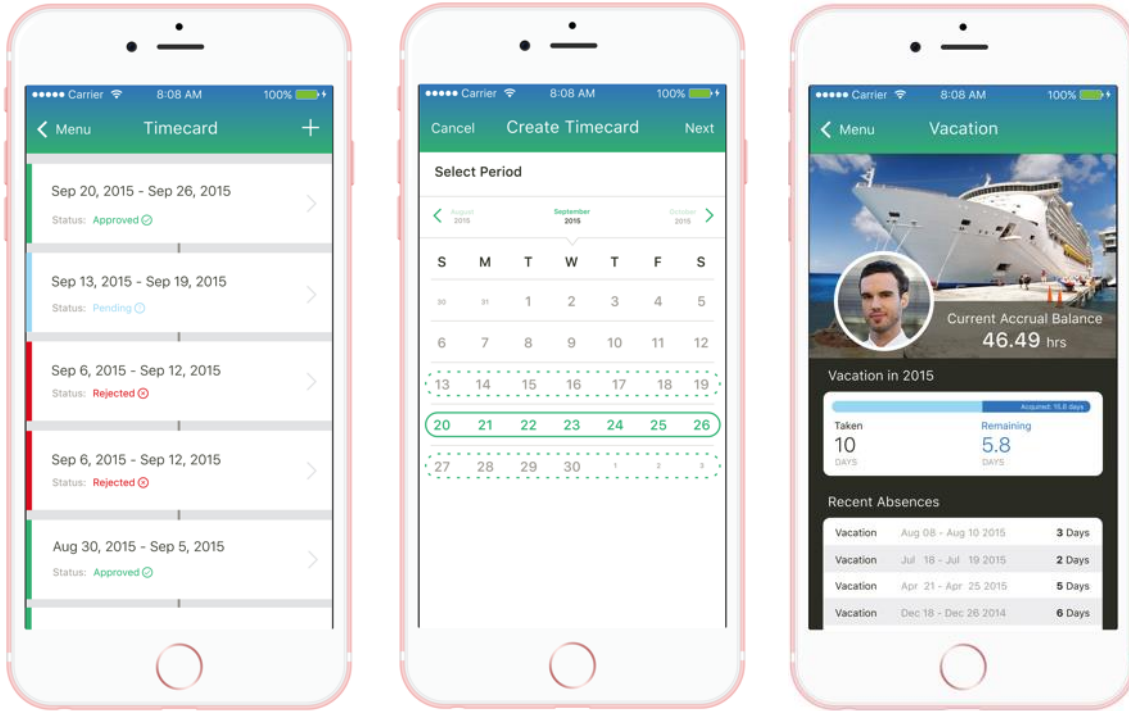 Carrier 8:08 AM 100%
Menu Timecard +
Sep 20, 2015 - Sep 26, 2015
Status: Approved
Sep 13, 2015 - Sep 19, 2015
Status: Pending
Sep 6, 2015 - Sep 12, 2015
Status: Rejected
Sep 6, 2015 - Sep 12, 2015
Status: Rejected
Aug 30, 2015 - Sep 5, 2015
Status: Approved
Carrier 8:08 AM 100%
Cancel Create Timecard Next
Select Period
August September October
2015 2015 2015
S M T W T F S
30 31 1 2 3 4 5
6 7 8 9 10 11 12
13 14 15 16 17 18 19
20 21 22 23 24 25 26
27 28 29 30 1 2 3
Carrier 8:08 AM 100%
Menu Vacation
Current Accrual Balance
46.49 hrs
Vacation in 2015
Acquired: 15.8 days
Taken Remaining
10 5.8
DAYS DAYS
Recent Absences
Vacation Aug 08 - Aug 10 2015 3 Days
Vacation Jul 18 - Jul 19 2015 2 Days
Vacation Apr 21 - Apr 25 2015 5 Days
Vacation Dec 18 - Dec 26 2014 6 Days